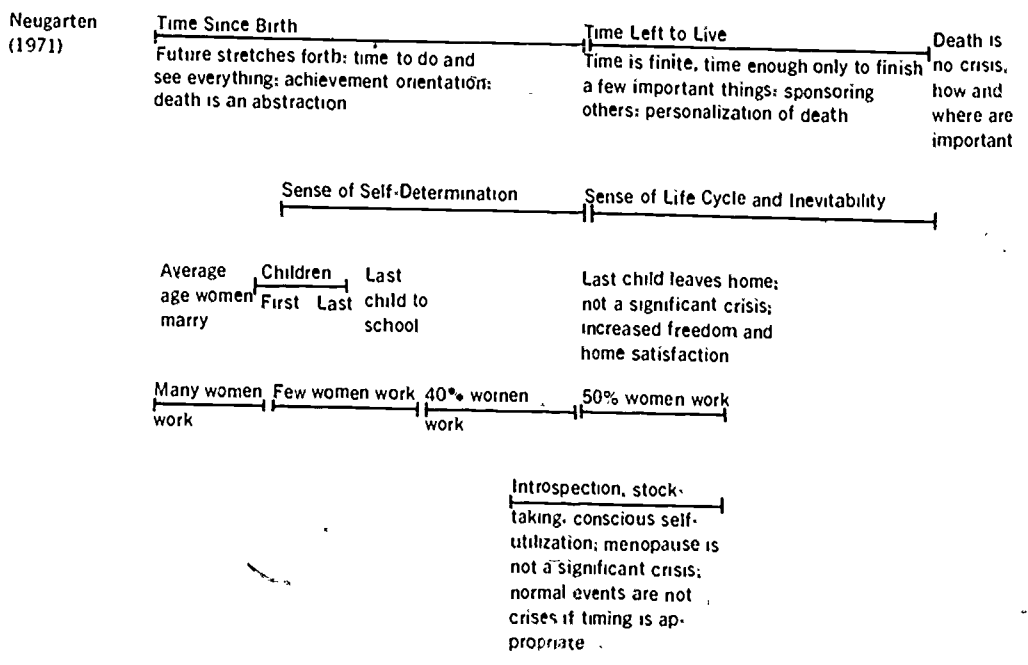 Neugarten
(1971)
Time Since Birth
Future stretches forth: time to do and
see everything: achievement orientation:
death is an abstraction
Time Left to Live
Time is finite, time enough only to finish
a few important things: sponsoring
others: personalization of death
Death is
no crisis,
how and
where are
important
Sense of Self-Determination
Sense of Life Cycle and Inevitability
Average
age women
marry
Children
First Last
Last
child to
school
Last child leaves home;
not a significant crisis;
increased freedom and
home satisfaction
Many women
work
Few women work
40% women
work
50% women work
Introspection, stock-
taking, conscious self-
utilization; menopause is
not a significant crisis;
normal events are not
crises if timing is ap-
propriate